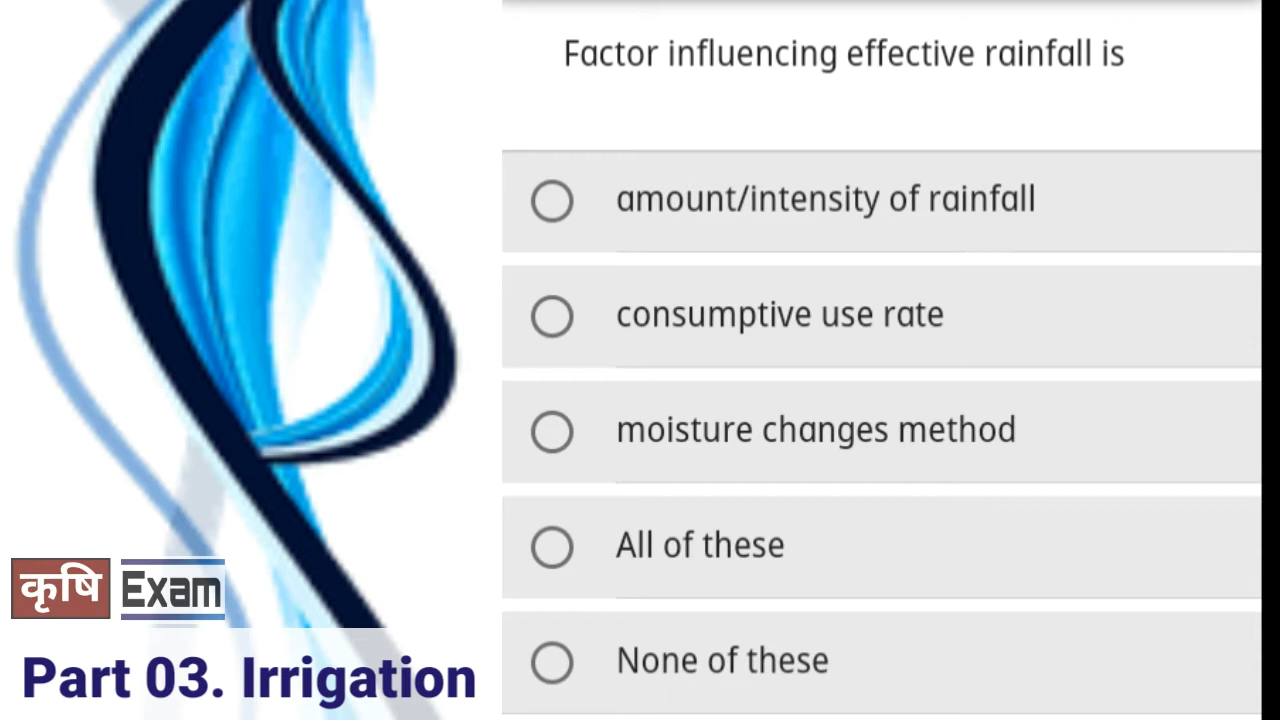 Factor influencing effective rainfall is
amount/intensity of rainfall
consumptive use rate
moisture changes method
All of these
None of these
कृषि Exam
Part 03. Irrigation